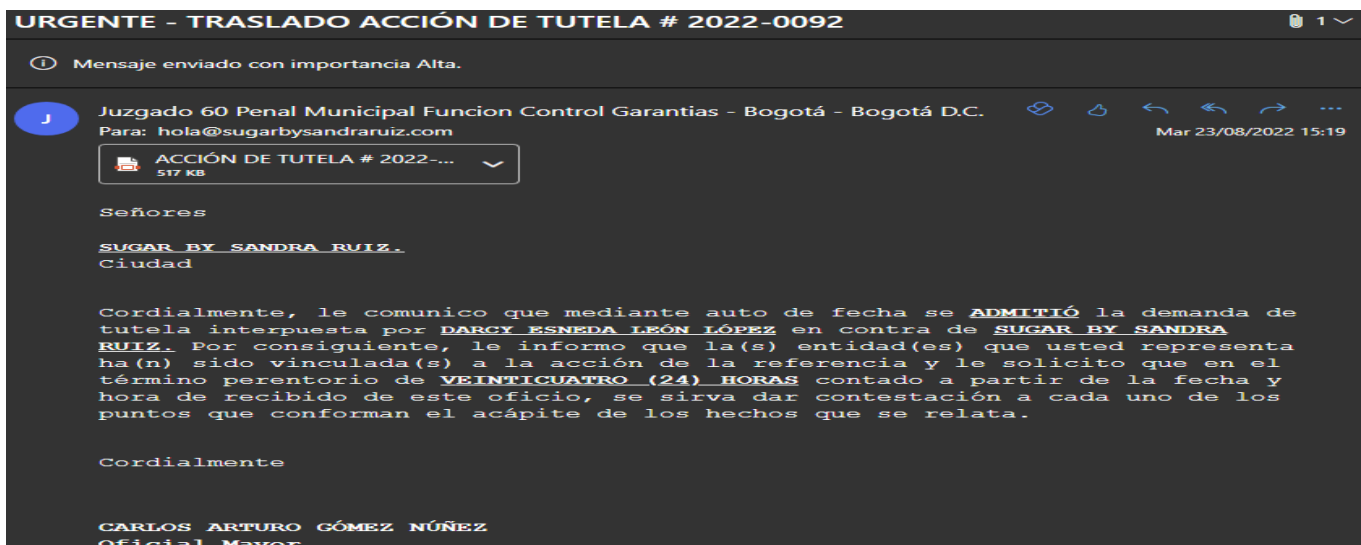 URGENTE - TRASLADO ACCIÓN DE TUTELA # 2022-0092
1
Mensaje enviado con importancia Alta.
J
Juzgado 60 Penal Municipal Funcion Control Garantias - Bogotá - Bogotá D.C.
Para: hola@sugarbysandraruiz.com
Mar 23/08/2022 15:19
ACCIÓN DE TUTELA # 2022-...
517 KB
Señores
SUGAR BY SANDRA RUIZ.
Ciudad
Cordialmente, le comunico que mediante auto de fecha se ADMITIÓ la demanda de
tutela interpuesta por DARCY ESNEDA LEÓN LÓPEZ en contra de SUGAR BY SANDRA
RUIZ. Por consiguiente, le informo que la(s) entidad(es) que usted representa
ha(n) sido vinculada(s) a la acción de la referencia y le solicito que en el
término perentorio de VEINTICUATRO (24) HORAS contado a partir de la fecha y
hora de recibido de este oficio, se sirva dar contestación a cada uno de los
puntos que conforman el acápite de los hechos que se relata.
Cordialmente
CARLOS ARTURO GÓMEZ NÚÑEZ
Oficial Mayor